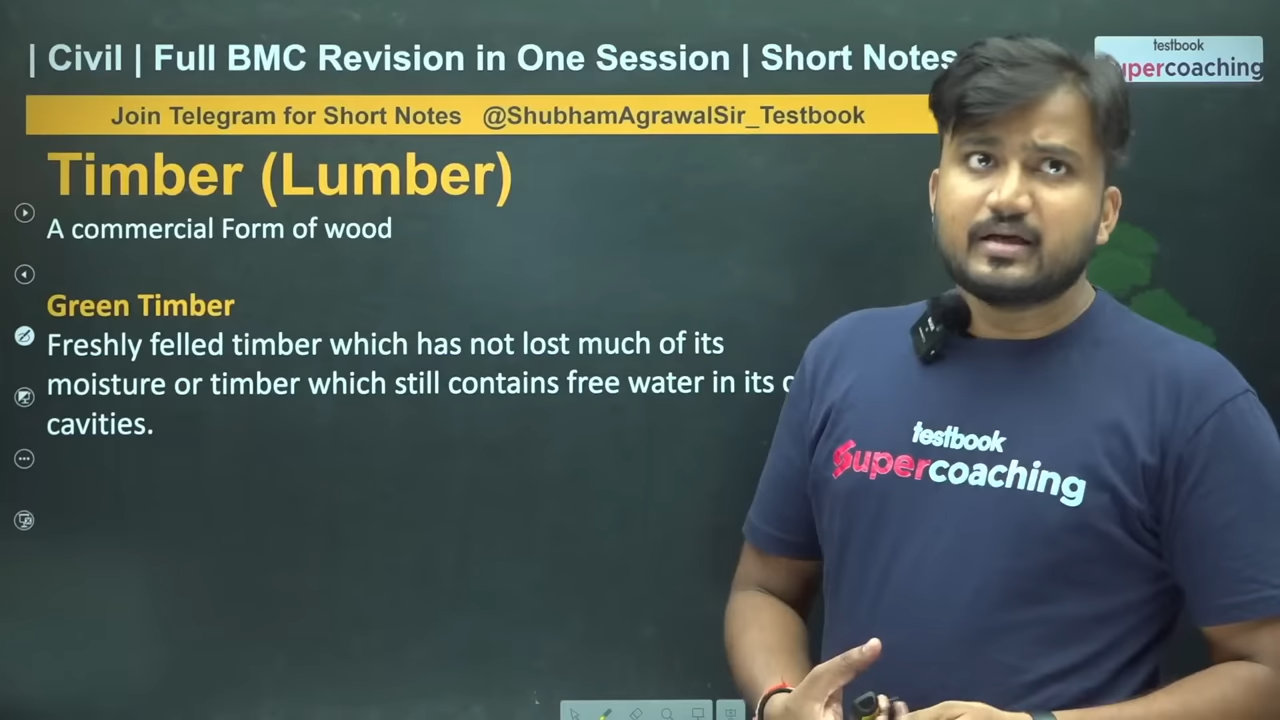 | Civil | Full BMC Revision in One Session | Short Notes
testbook
upercoaching
Join Telegram for Short Notes @ShubhamAgrawalSir_Testbook
Timber (Lumber)
A commercial Form of wood
Green Timber
Freshly felled timber which has not lost much of its
moisture or timber which still contains free water in its
cavities.
testbook
Supercoaching